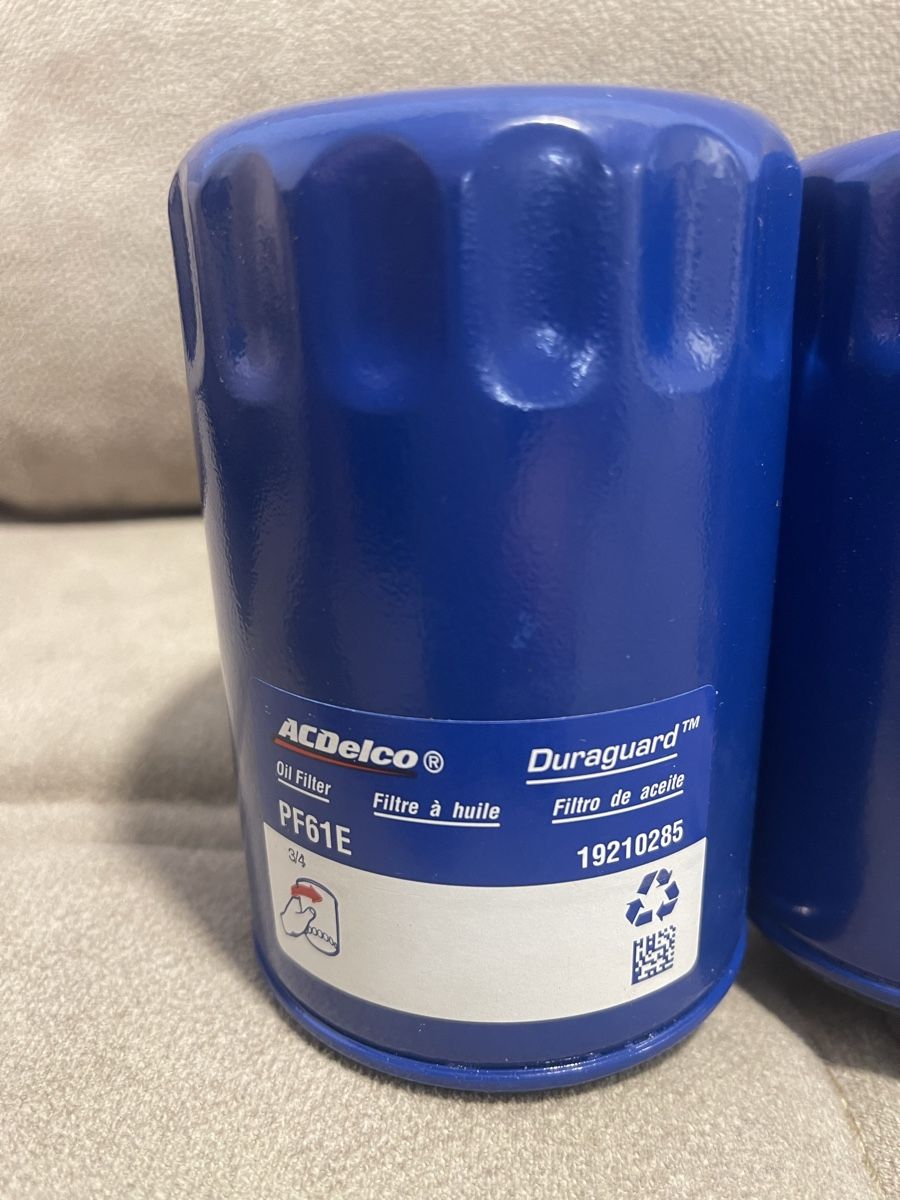 ACDelco® Duraguard™
Oil Filter Filtre à huile Filtro de aceite
PF61E 19210285
3/4